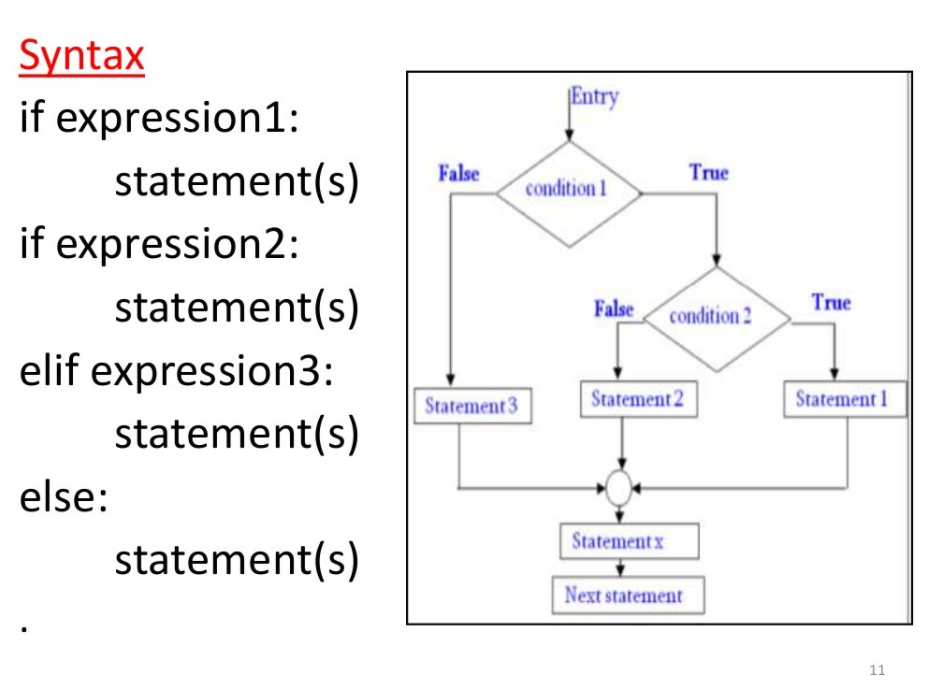 Syntax
if expression1:
statement(s)
if expression2:
statement(s)
elif expression3:
statement(s)
else:
statement(s)
.
Entry
False
True
condition 1
False
True
condition 2
Statement 3
Statement 2
Statement 1
Statement x
Next statement
11